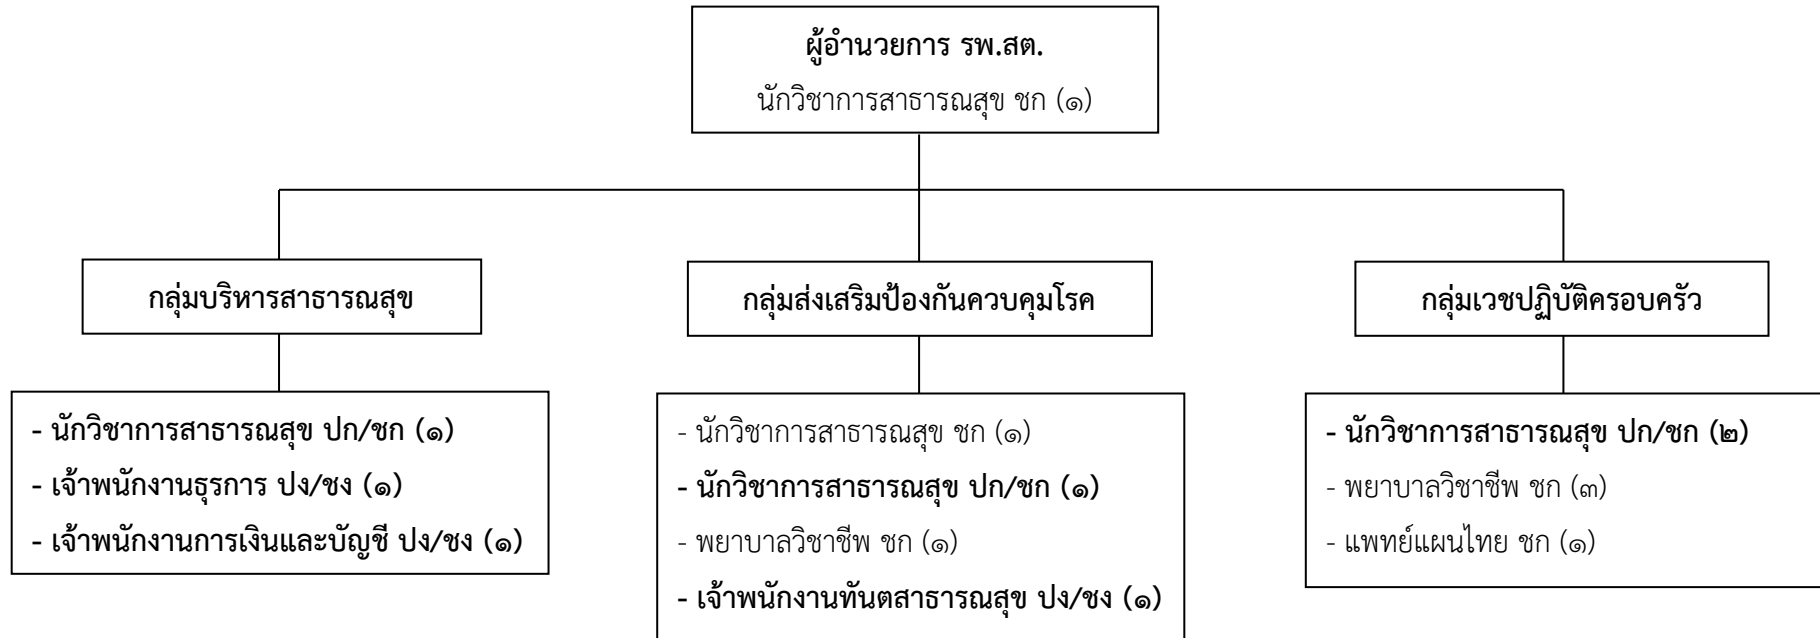 ผู้อำนวยการ รพ.สต.
นักวิชาการสาธารณสุข ชก (๑)
กลุ่มบริหารสาธารณสุข
- นักวิชาการสาธารณสุข ปก/ชก (๑)
- เจ้าพนักงานธุรการ ปง/ชง (๑)
- เจ้าพนักงานการเงินและบัญชี ปง/ชง (๑)
กลุ่มส่งเสริมป้องกันควบคุมโรค
- นักวิชาการสาธารณสุข ชก (๑)
- นักวิชาการสาธารณสุข ปก/ชก (๑)
- พยาบาลวิชาชีพ ชก (๑)
- เจ้าพนักงานทันตสาธารณสุข ปง/ชง (๑)
กลุ่มเวชปฏิบัติครอบครัว
- นักวิชาการสาธารณสุข ปก/ชก (๒)
- พยาบาลวิชาชีพ ชก (๓)
- แพทย์แผนไทย ชก (๑)